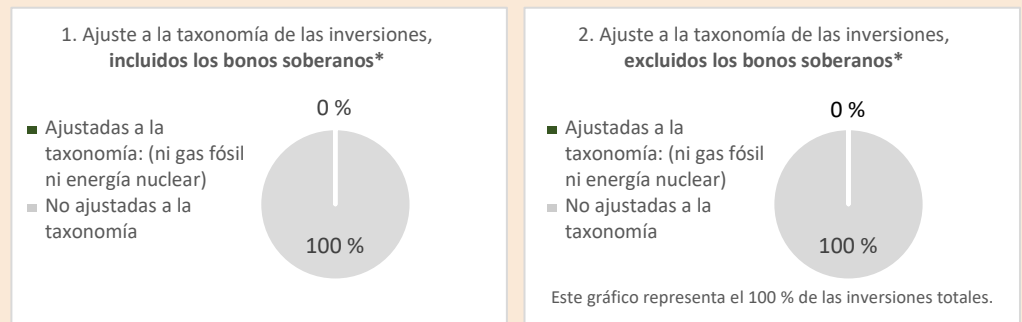 1. Ajuste a la taxonomía de las inversiones,
incluidos los bonos soberanos*
0 %
Ajustadas a la
taxonomía: (ni gas fósil
ni energía nuclear)
No ajustadas a la
taxonomía
100 %
2. Ajuste a la taxonomía de las inversiones,
excluidos los bonos soberanos*
0 %
Ajustadas a la
taxonomía: (ni gas fósil
ni energía nuclear)
No ajustadas a la
taxonomía
100 %
Este gráfico representa el 100 % de las inversiones totales.